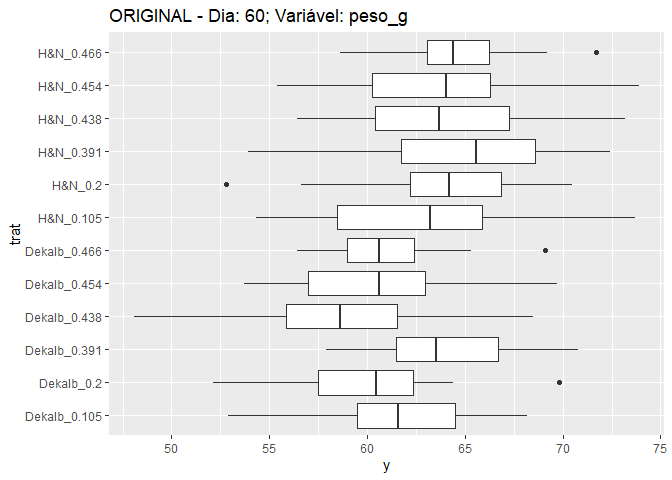 ORIGINAL - Dia: 60; Variável: peso_g
H&N_0.466
H&N_0.454
H&N_0.438
H&N_0.391
H&N_0.2
H&N_0.105
Dekalb_0.466
Dekalb_0.454
Dekalb_0.438
Dekalb_0.391
Dekalb_0.2
Dekalb_0.105
trat
50 55 60 65 70 75
y